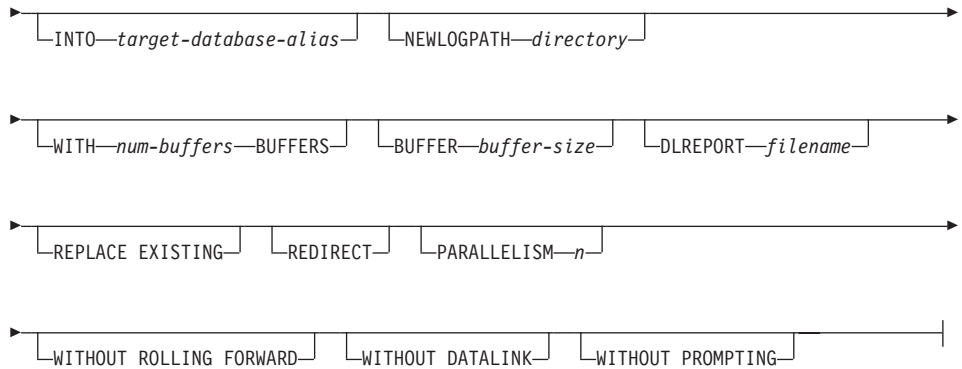 INTO target-database-alias NEWLOGPATH directory
WITH num-buffers BUFFERS BUFFER buffer-size DLREPORT filename
REPLACE EXISTING REDIRECT PARALLELISM n
WITHOUT ROLLING FORWARD WITHOUT DATALINK WITHOUT PROMPTING